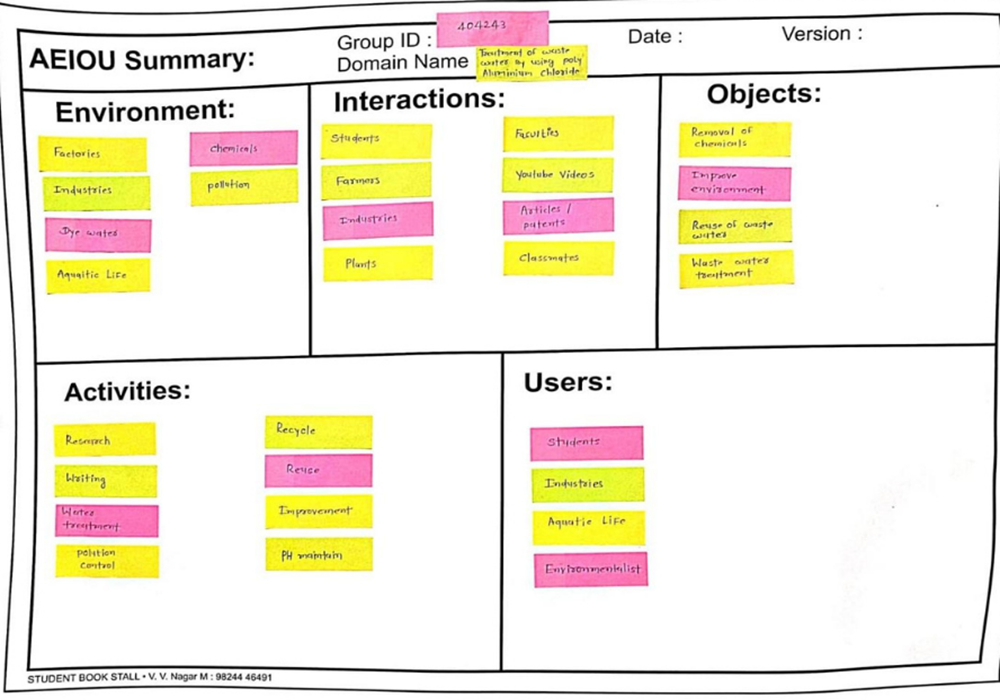 AEIOU Summary:
Group ID :
404243
Date :
Version :
Domain Name
Treatment of waste
water by using poly
Aluminium chloride
Environment:
Factories
Industries
Dye water
Aquaitic Life
chemicals
pollution
Interactions:
Students
Farmers
Industries
Plants
Faculties
Youtube Videos
Articles /
patents
Classmates
Objects:
Removal of
chemicals
Improve
environment
Reuse of waste
water
Waste water
treatment
Activities:
Research
Writing
Water
treatment
polution
control
Recycle
Reuse
Improvement
PH maintain
Users:
Students
Industries
Aquatic Life
Environmentalist
STUDENT BOOK STALL • V. V. Nagar M : 98244 46491